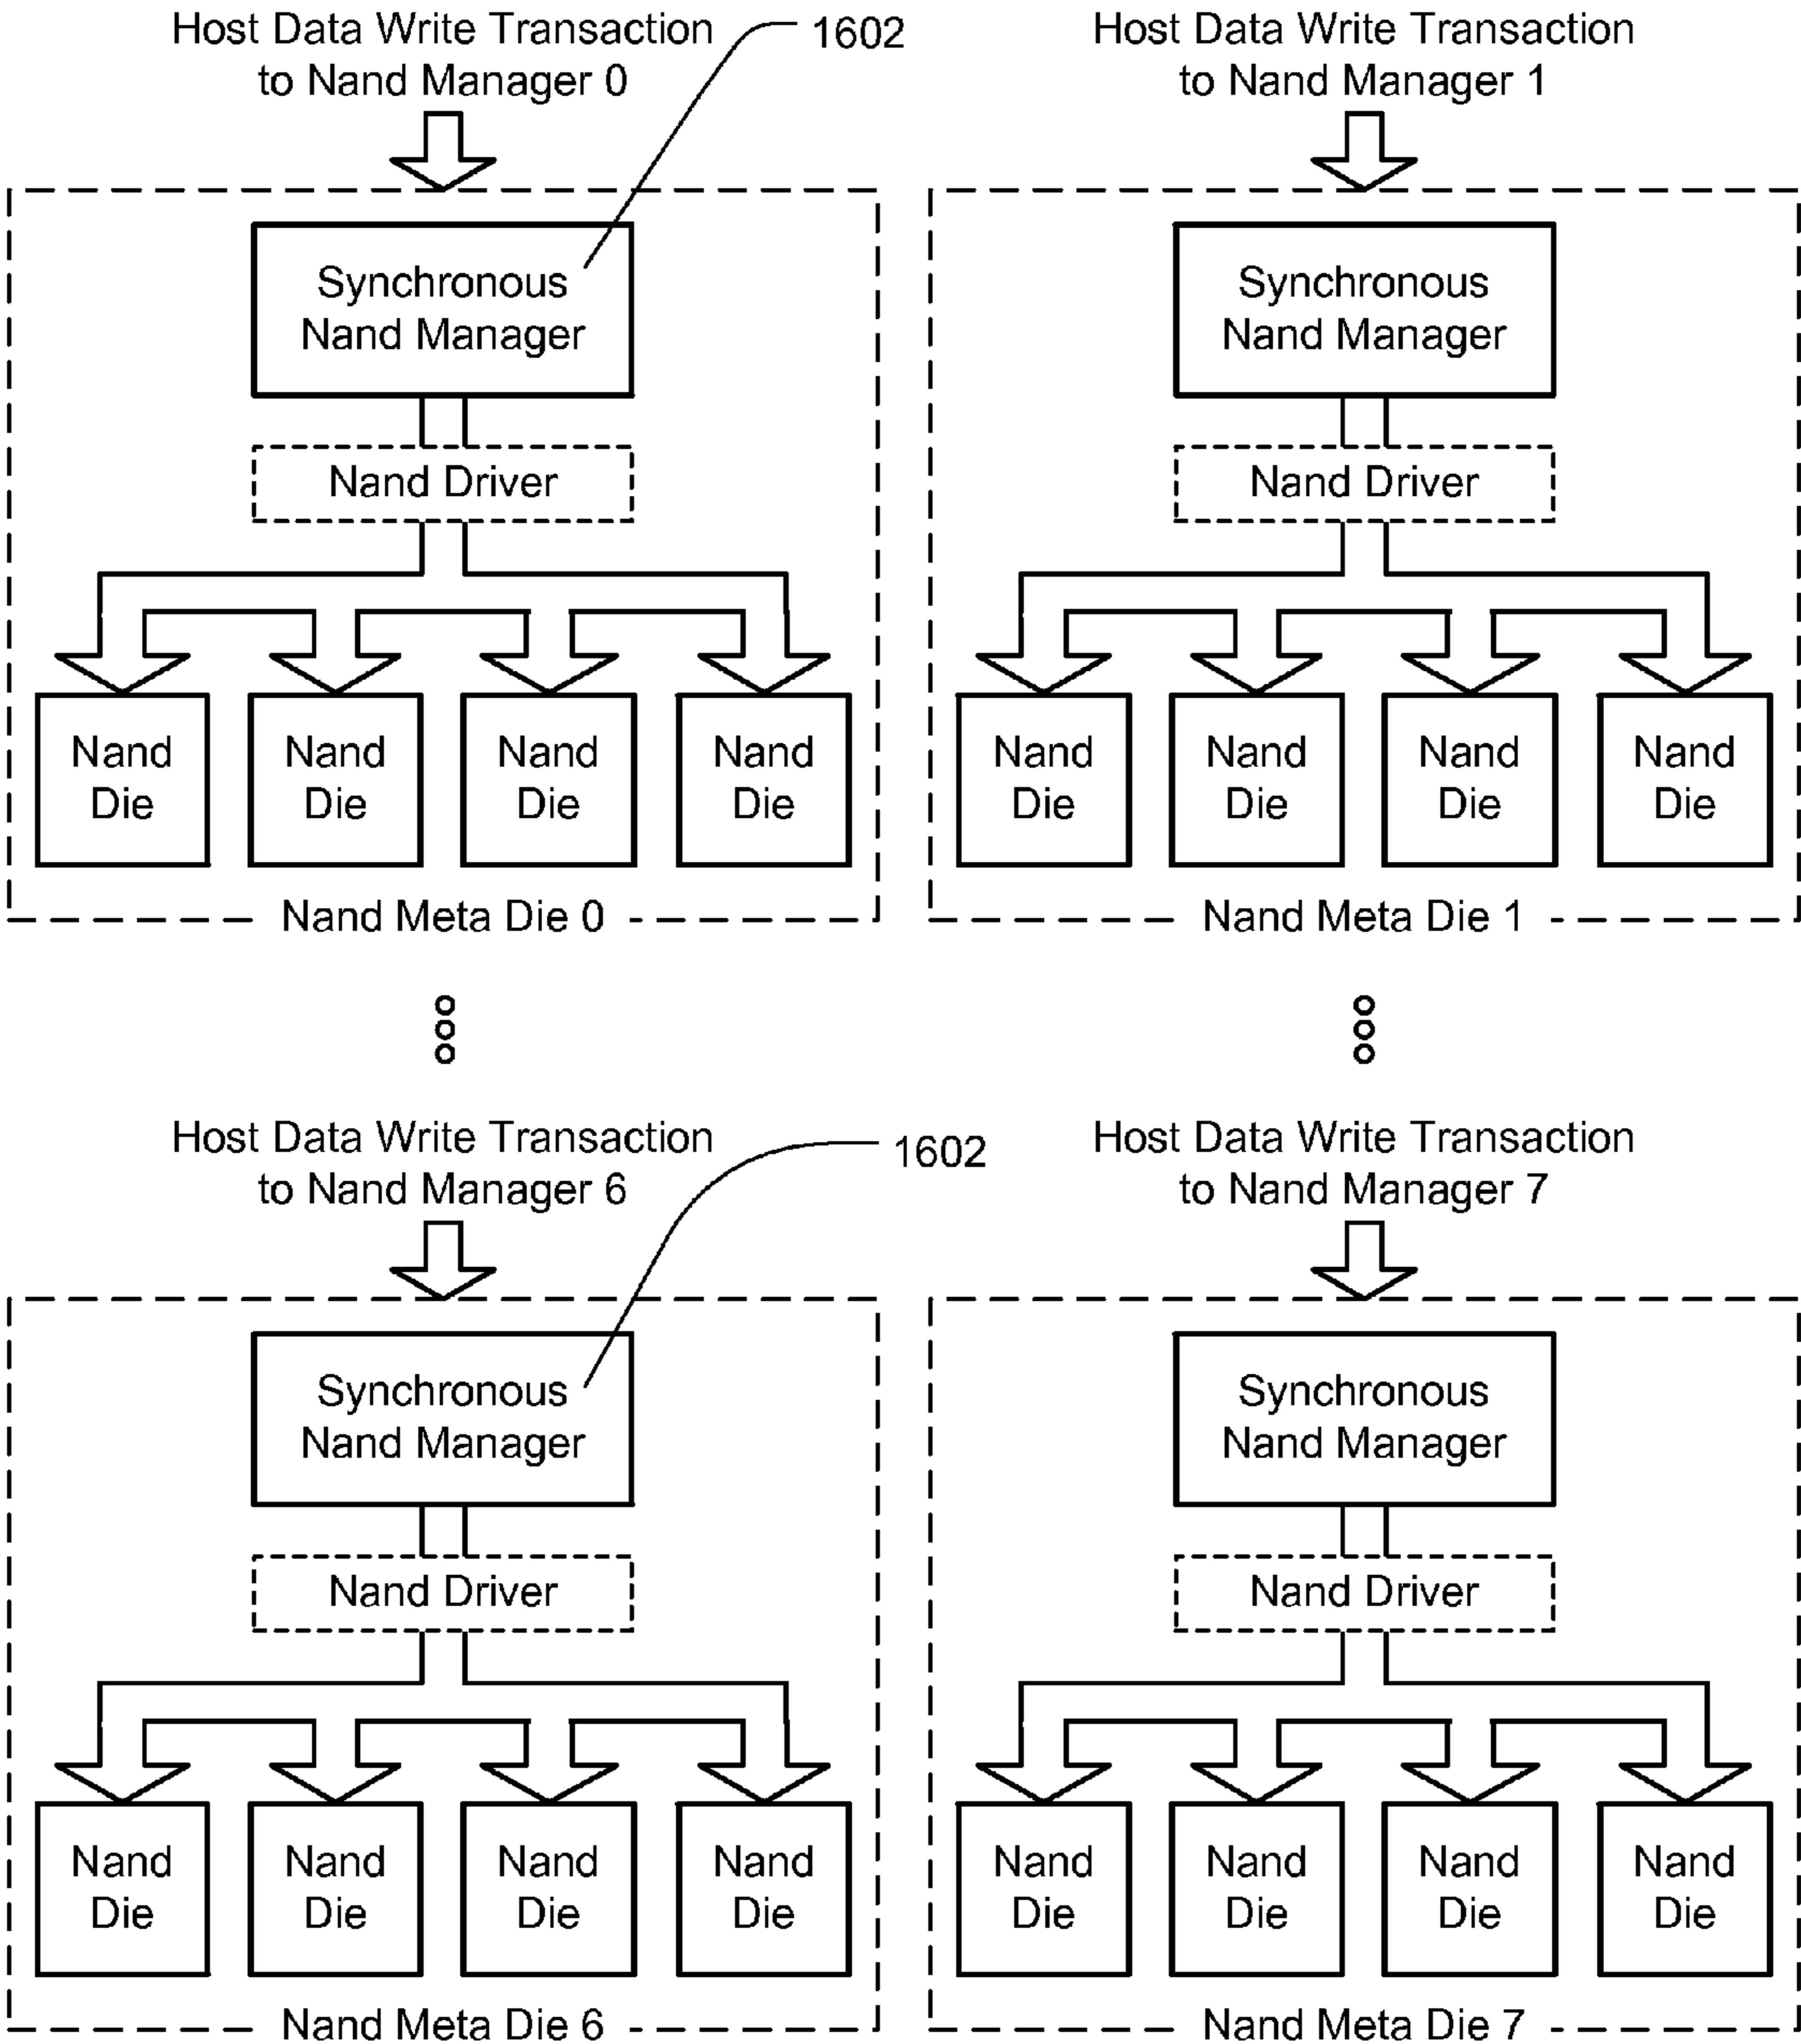 Host Data Write Transaction
to Nand Manager 0
1602
Synchronous
Nand Manager
Nand Driver
Nand
Die
Nand
Die
Nand
Die
Nand
Die
Nand Meta Die 0
Host Data Write Transaction
to Nand Manager 1
Synchronous
Nand Manager
Nand Driver
Nand
Die
Nand
Die
Nand
Die
Nand
Die
Nand Meta Die 1
Host Data Write Transaction
to Nand Manager 6
1602
Synchronous
Nand Manager
Nand Driver
Nand
Die
Nand
Die
Nand
Die
Nand
Die
Nand Meta Die 6
Host Data Write Transaction
to Nand Manager 7
Synchronous
Nand Manager
Nand Driver
Nand
Die
Nand
Die
Nand
Die
Nand
Die
Nand Meta Die 7